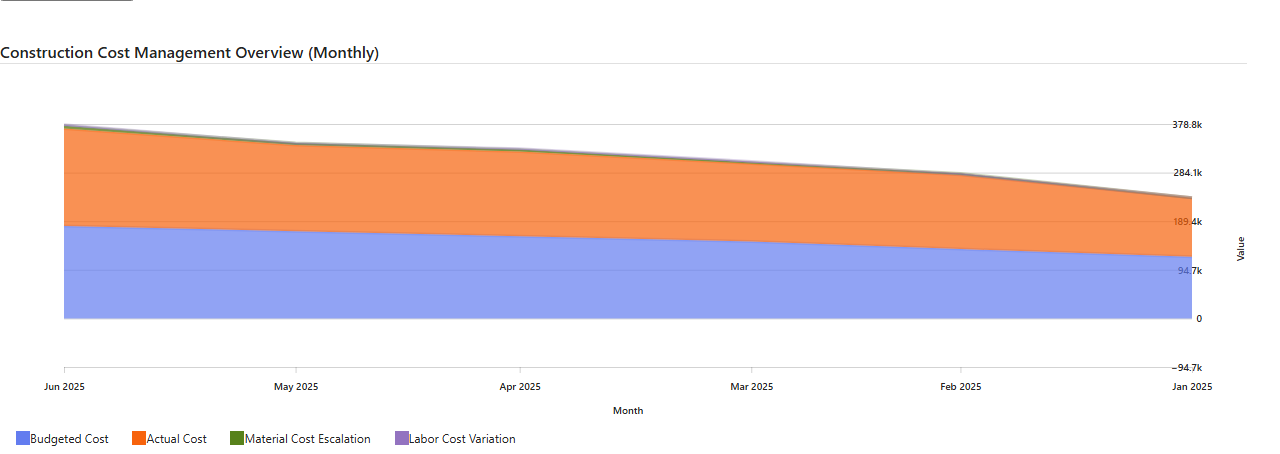 Construction Cost Management Overview (Monthly)
378.8k
284.1k
189.4k
94.7k
0
−94.7k
Value
Jun 2025 May 2025 Apr 2025 Mar 2025 Feb 2025 Jan 2025
Month
Budgeted Cost Actual Cost Material Cost Escalation Labor Cost Variation